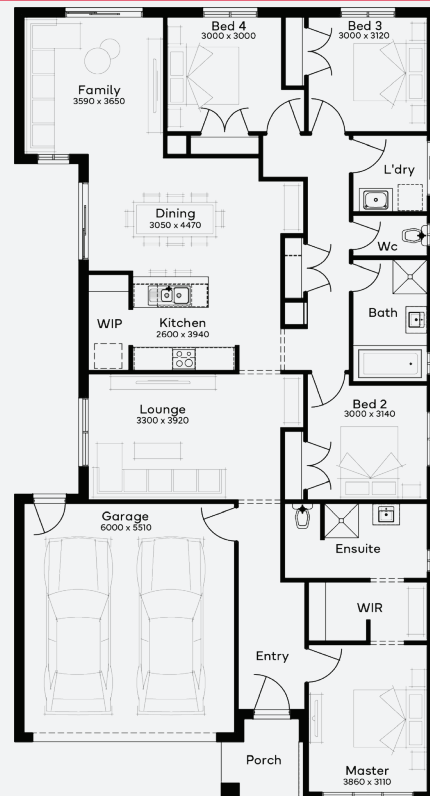 Bed 4
3000 x 3000
Bed 3
3000 x 3120
Family
3590 x 3650
L'dry
Dining
3050 x 4470
Wc
WIP
Kitchen
2600 x 3940
Bath
Lounge
3300 x 3920
Bed 2
3000 x 3140
Garage
6000 x 5510
Ensuite
WIR
Entry
Porch
Master
3860 x 3110